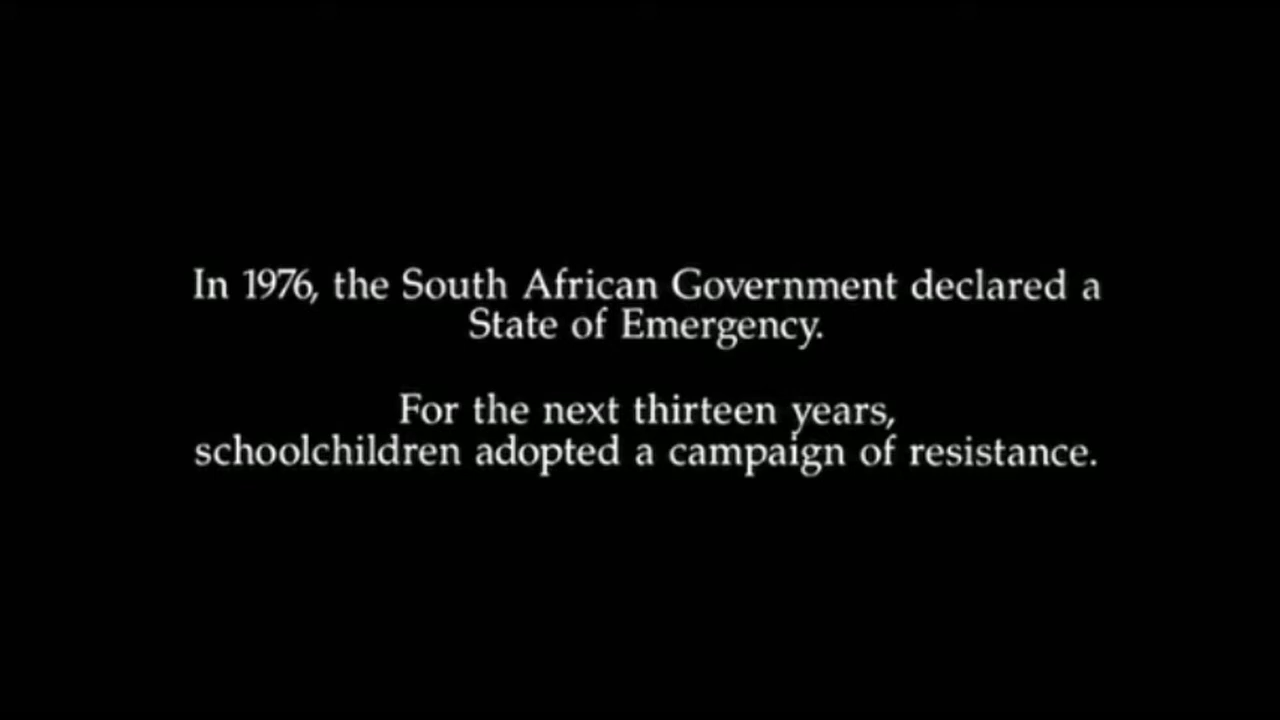 In 1976, the South African Government declared a
State of Emergency.
For the next thirteen years,
schoolchildren adopted a campaign of resistance.